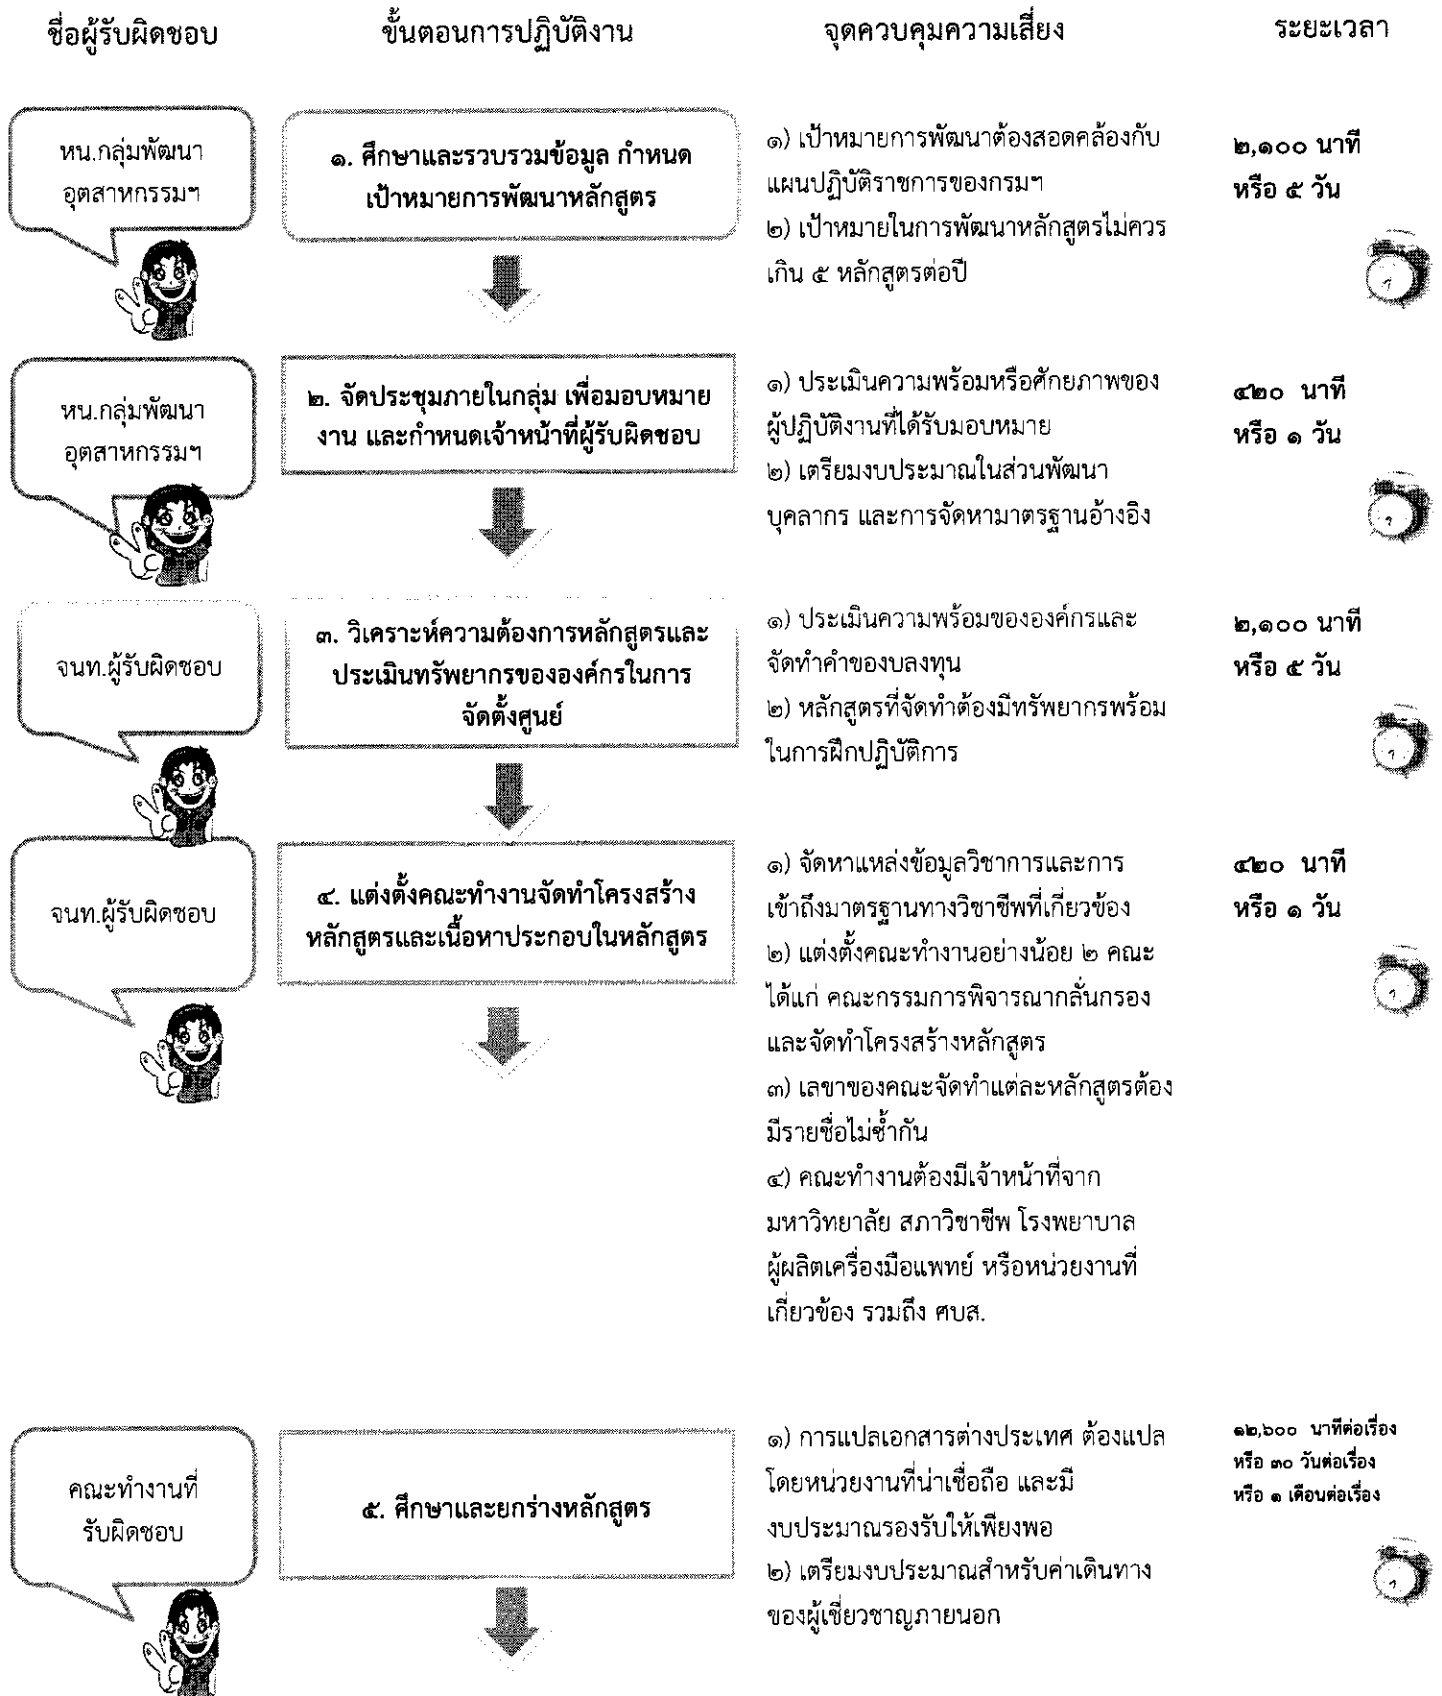 ชื่อผู้รับผิดชอบ
ขั้นตอนการปฏิบัติงาน
จุดควบคุมความเสี่ยง
ระยะเวลา
หน.กลุ่มพัฒนา
อุตสาหกรรมฯ
๑. ศึกษาและรวบรวมข้อมูล กำหนด
เป้าหมายการพัฒนาหลักสูตร
๑) เป้าหมายการพัฒนาต้องสอดคล้องกับ
แผนปฏิบัติราชการของกรมฯ
๒) เป้าหมายในการพัฒนาหลักสูตรไม่ควร
เกิน ๕ หลักสูตรต่อปี
๒,๑๐๐ นาที
หรือ ๕ วัน
หน.กลุ่มพัฒนา
อุตสาหกรรมฯ
๒. จัดประชุมภายในกลุ่ม เพื่อมอบหมาย
งาน และกำหนดเจ้าหน้าที่ผู้รับผิดชอบ
๑) ประเมินความพร้อมหรือศักยภาพของ
ผู้ปฏิบัติงานที่ได้รับมอบหมาย
๒) เตรียมงบประมาณในส่วนพัฒนา
บุคลากร และการจัดหามาตรฐานอ้างอิง
๔๒๐ นาที
หรือ ๑ วัน
จนท.ผู้รับผิดชอบ
๓. วิเคราะห์ความต้องการหลักสูตรและ
ประเมินทรัพยากรขององค์กรในการ
จัดตั้งศูนย์
๑) ประเมินความพร้อมขององค์กรและ
จัดทำคำของบลงทุน
๒) หลักสูตรที่จัดทำต้องมีทรัพยากรพร้อม
ในการฝึกปฏิบัติการ
๒,๑๐๐ นาที
หรือ ๕ วัน
จนท.ผู้รับผิดชอบ
๔. แต่งตั้งคณะทำงานจัดทำโครงสร้าง
หลักสูตรและเนื้อหาประกอบในหลักสูตร
๑) จัดหาแหล่งข้อมูลวิชาการและการ
เข้าถึงมาตรฐานทางวิชาชีพที่เกี่ยวข้อง
๒) แต่งตั้งคณะทำงานอย่างน้อย ๒ คณะ
ได้แก่ คณะกรรมการพิจารณากลั่นกรอง
และจัดทำโครงสร้างหลักสูตร
๓) เลขาของคณะจัดทำแต่ละหลักสูตรต้อง
มีรายชื่อไม่ซ้ำกัน
๔) คณะทำงานต้องมีเจ้าหน้าที่จาก
มหาวิทยาลัย สภาวิชาชีพ โรงพยาบาล
ผู้ผลิตเครื่องมือแพทย์ หรือหน่วยงานที่
เกี่ยวข้อง รวมถึง ศบส.
๔๒๐ นาที
หรือ ๑ วัน
คณะทำงานที่
รับผิดชอบ
๕. ศึกษาและยกร่างหลักสูตร
๑) การแปลเอกสารต่างประเทศ ต้องแปล
โดยหน่วยงานที่น่าเชื่อถือ และมี
งบประมาณรองรับให้เพียงพอ
๒) เตรียมงบประมาณสำหรับค่าเดินทาง
ของผู้เชี่ยวชาญภายนอก
๑๒,๖๐๐ นาทีต่อเรื่อง
หรือ ๓๐ วันต่อเรื่อง
หรือ ๑ เดือนต่อเรื่อง